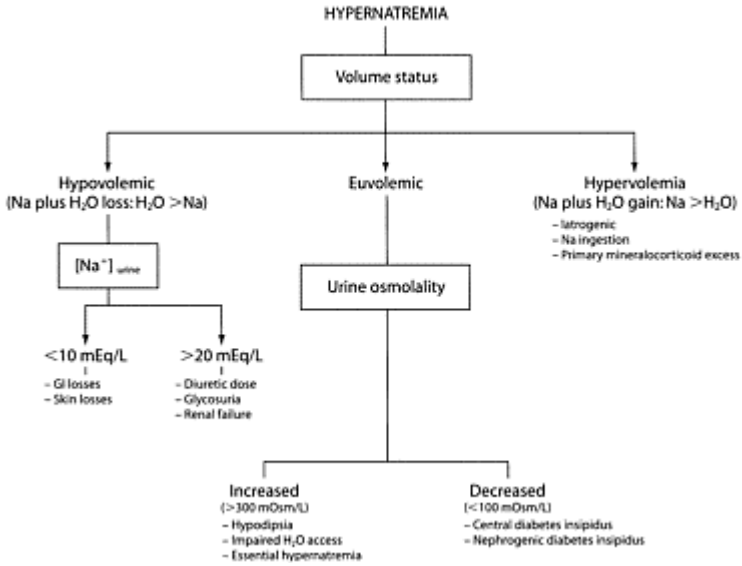 HYPERNATREMIA
Volume status
Hypovolemic
(Na plus H₂O loss: H₂O >Na)
Euvolemic
Hypervolemia
(Na plus H₂O gain: Na >H₂O)
– Iatrogenic
– Na ingestion
– Primary mineralocorticoid excess
[Na⁺] urine
Urine osmolality
<10 mEq/L
– GI losses
– Skin losses
>20 mEq/L
– Diuretic dose
– Glycosuria
– Renal failure
Increased
(>300 mOsm/L)
– Hypodipsia
– Impaired H₂O access
– Essential hypernatremia
Decreased
(<100 mOsm/L)
– Central diabetes insipidus
– Nephrogenic diabetes insipidus